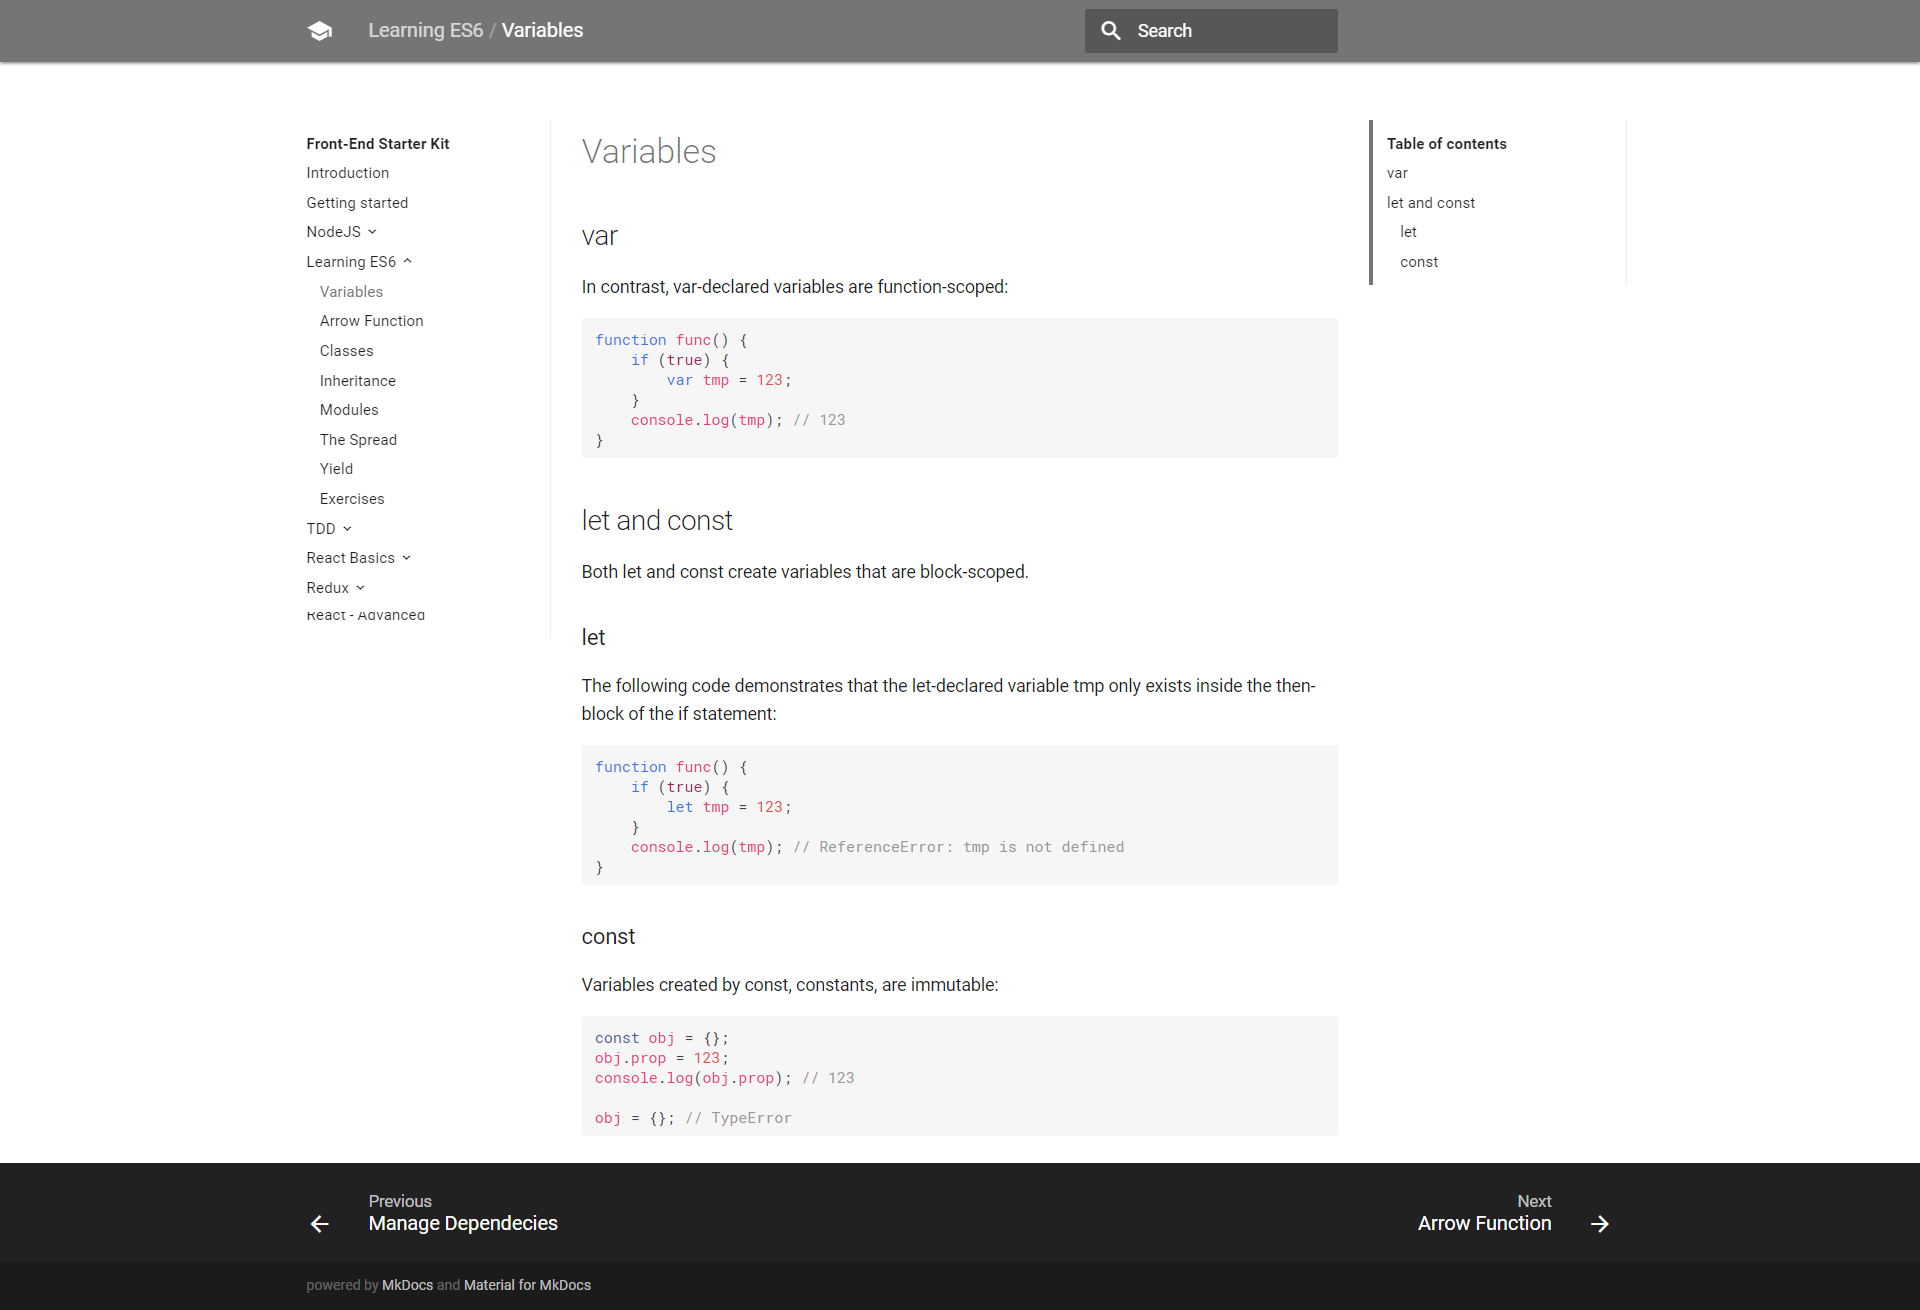 Learning ES6 / Variables
Search
Front-End Starter Kit
Introduction
Getting started
NodeJS
Learning ES6
Variables
Arrow Function
Classes
Inheritance
Modules
The Spread
Yield
Exercises
TDD
React Basics
Redux
React - Advanced
Variables
var
In contrast, var-declared variables are function-scoped:
function func() {
    if (true) {
        var tmp = 123;
    }
    console.log(tmp); // 123
}
let and const
Both let and const create variables that are block-scoped.
let
The following code demonstrates that the let-declared variable tmp only exists inside the then-
block of the if statement:
function func() {
    if (true) {
        let tmp = 123;
    }
    console.log(tmp); // ReferenceError: tmp is not defined
}
const
Variables created by const, constants, are immutable:
const obj = {};
obj.prop = 123;
console.log(obj.prop); // 123
obj = {}; // TypeError
Table of contents
var
let and const
let
const
Previous
Manage Dependecies
Next
Arrow Function
powered by MkDocs and Material for MkDocs